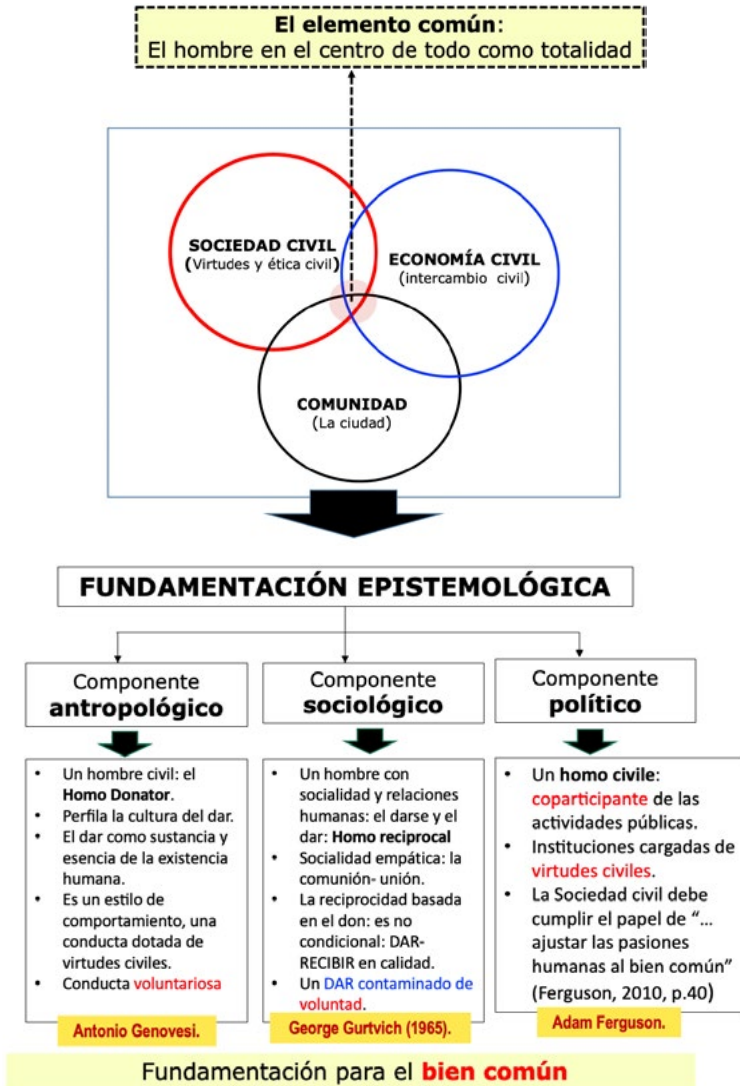 El elemento común:
El hombre en el centro de todo como totalidad
SOCIEDAD CIVIL
(Virtudes y ética civil)
ECONOMÍA CIVIL
(intercambio civil)
COMUNIDAD
(La ciudad)
FUNDAMENTACIÓN EPISTEMOLÓGICA
Componente
antropológico
• Un hombre civil: el
Homo Donator.
• Perfila la cultura del dar.
• El dar como sustancia y
esencia de la existencia
humana.
• Es un estilo de
comportamiento, una
conducta dotada de
virtudes civiles.
• Conducta voluntariosa
Antonio Genovesi.
Componente
sociológico
• Un hombre con
socialidad y relaciones
humanas: el darse y el
dar: Homo reciprocal
• Socialidad empática: la
comunión- unión.
• La reciprocidad basada
en el don: es no
condicional: DAR-
RECIBIR en calidad.
• Un DAR contaminado de
voluntad.
George Gurtvich (1965).
Componente
político
• Un homo civile:
coparticipante de las
actividades públicas.
• Instituciones cargadas de
virtudes civiles.
• La Sociedad civil debe
cumplir el papel de “...
ajustar las pasiones
humanas al bien común”
(Ferguson, 2010, p.40)
Adam Ferguson.
Fundamentación para el bien común